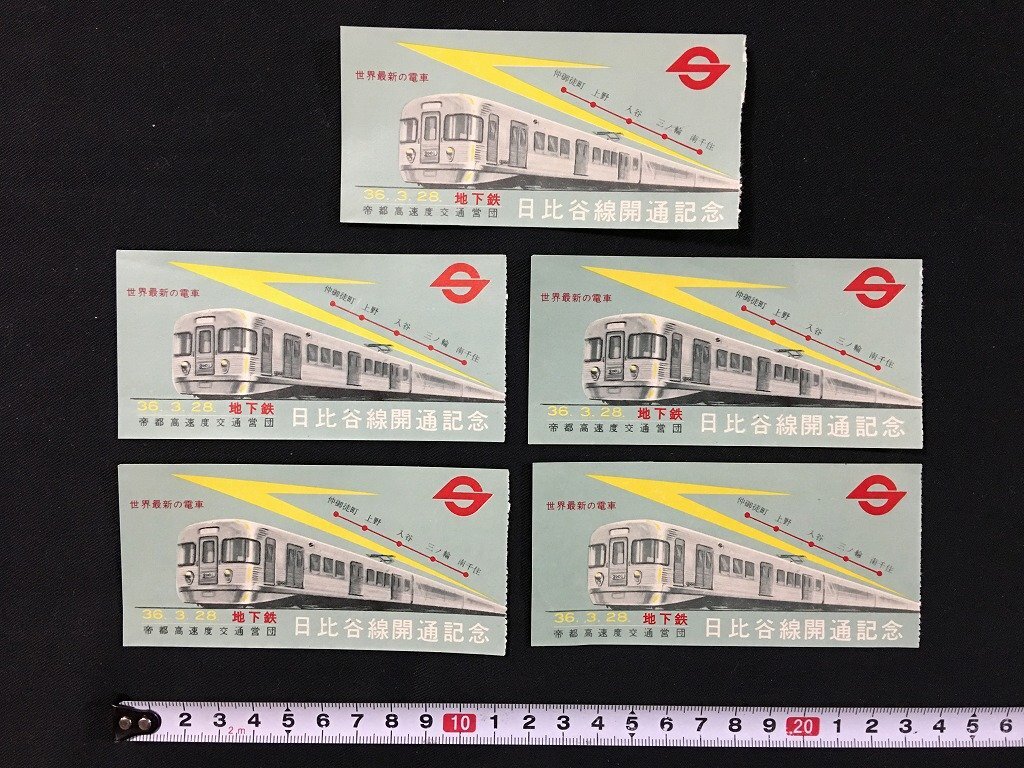 世界最新の電車
仲御徒町 上野 入谷 三ノ輪 南千住
36.3.28. 地下鉄
帝都高速度交通営団
日比谷線開通記念
世界最新の電車
仲御徒町 上野 入谷 三ノ輪 南千住
36.3.28. 地下鉄
帝都高速度交通営団
日比谷線開通記念
世界最新の電車
仲御徒町 上野 入谷 三ノ輪 南千住
36.3.28. 地下鉄
帝都高速度交通営団
日比谷線開通記念
世界最新の電車
仲御徒町 上野 入谷 三ノ輪 南千住
36.3.28. 地下鉄
帝都高速度交通営団
日比谷線開通記念
世界最新の電車
仲御徒町 上野 入谷 三ノ輪 南千住
36.3.28. 地下鉄
帝都高速度交通営団
日比谷線開通記念
2 3 4 5 6 7 8 9 10 1 2 3 4 5 6 7 8 9 20 1 2 3 4 5 6
2m